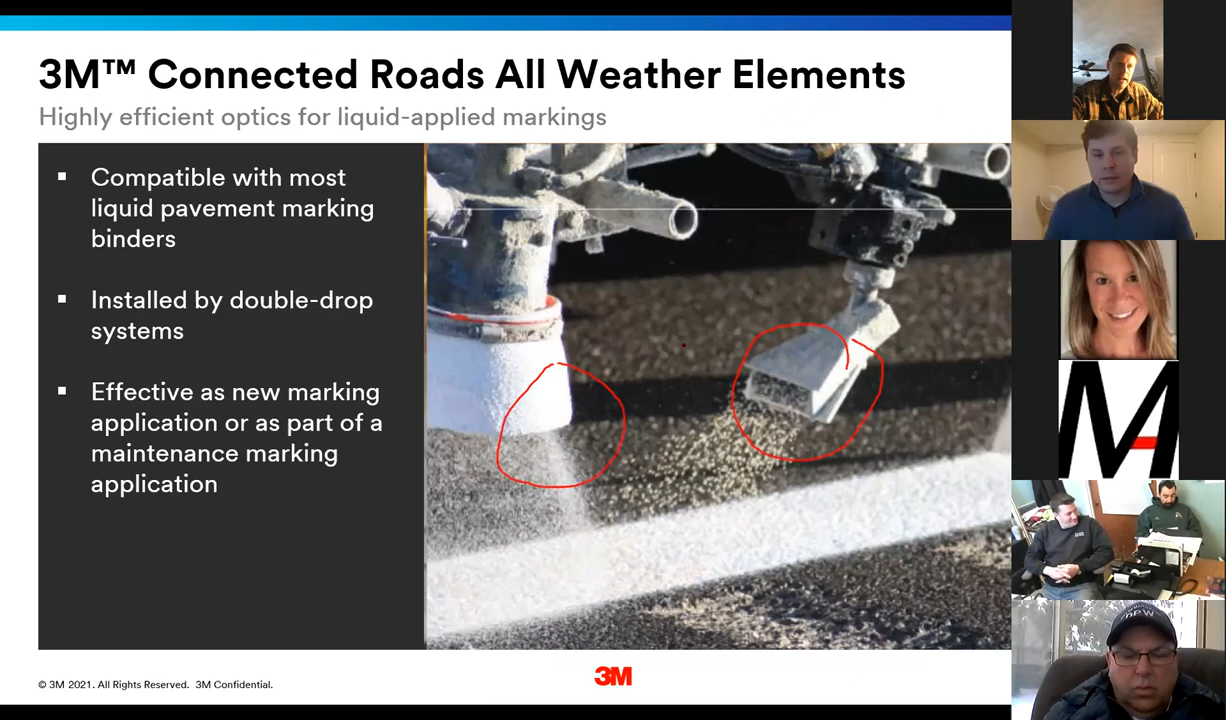 3M™ Connected Roads All Weather Elements
Highly efficient optics for liquid-applied markings
▪ Compatible with most
liquid pavement marking
binders
▪ Installed by double-drop
systems
▪ Effective as new marking
application or as part of a
maintenance marking
application
© 3M 2021. All Rights Reserved. 3M Confidential.
3M
MA
DPW